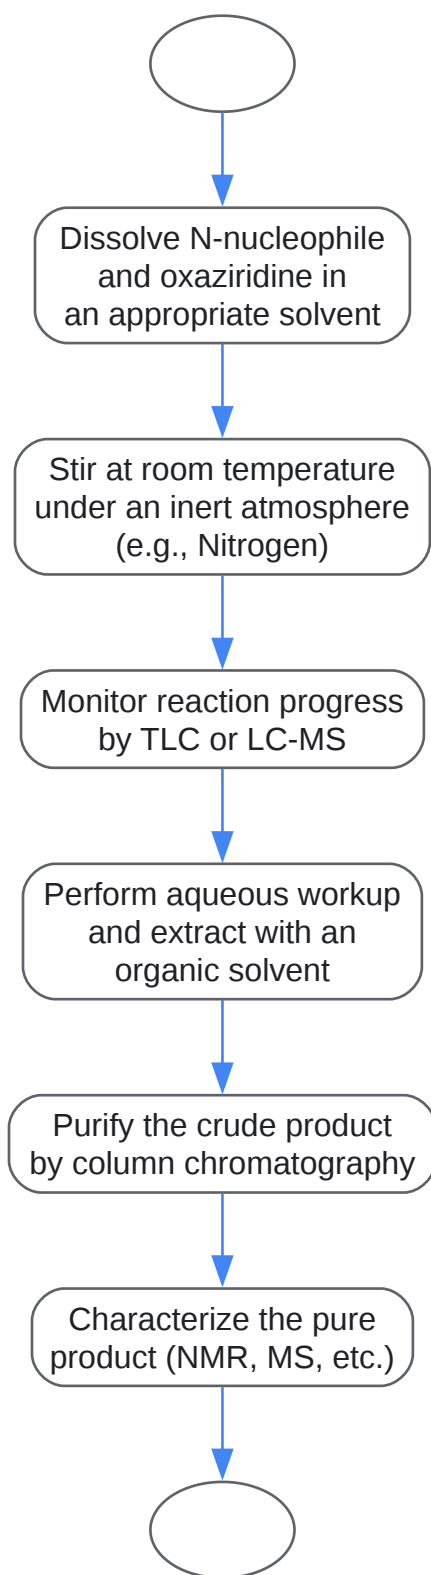 Dissolve N-nucleophile
and oxaziridine in
an appropriate solvent
Stir at room temperature
under an inert atmosphere
(e.g., Nitrogen)
Monitor reaction progress
by TLC or LC-MS
Perform aqueous workup
and extract with an
organic solvent
Purify the crude product
by column chromatography
Characterize the pure
product (NMR, MS, etc.)